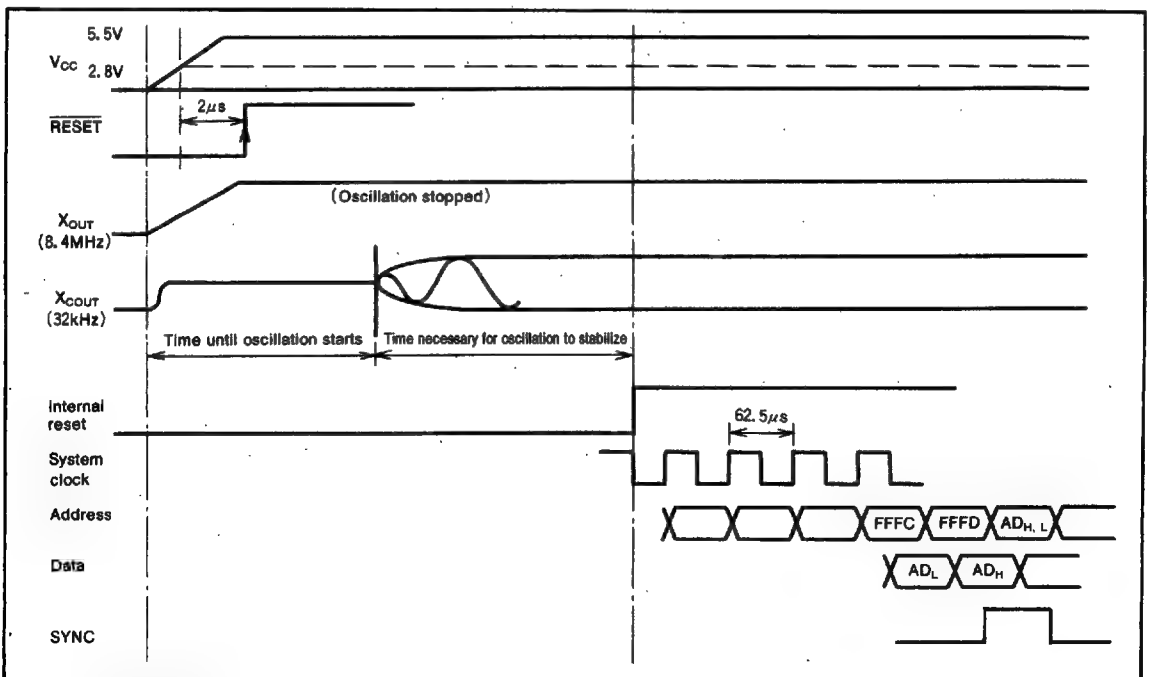 5.5V
VCC 2.8V
2μs
RESET
(Oscillation stopped)
XOUT
(8.4MHz)
XCOUT
(32kHz)
Time until oscillation starts
Time necessary for oscillation to stabilize
Internal
reset
62.5μs
System
clock
Address
FFFC
FFFD
ADH, L
Data
ADL
ADH
SYNC